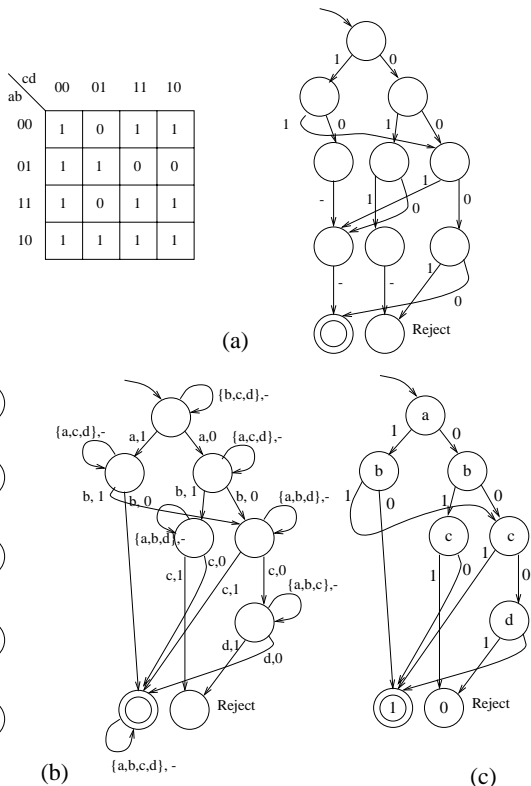 cd
ab
00 01 11 10
00 1 0 1 1
01 1 1 0 0
11 1 0 1 1
10 1 1 1 1
1 0
1 0 1 0
- 1 0 1 0
- - 1 0
Reject
(a)
{b,c,d},-
{a,c,d},- a,1 a,0 {a,c,d},-
b, 1 b, 0 b, 1 b, 0 {a,b,d},-
{a,b,d},-
c,1 c,0 c,1 c,0 {a,b,c},-
d,1 d,0
Reject
{a,b,c,d}, -
(b)
a
1 0
b b
1 0 1 0
c c
1 0 1 0
d
1 0
1 0 Reject
(c)